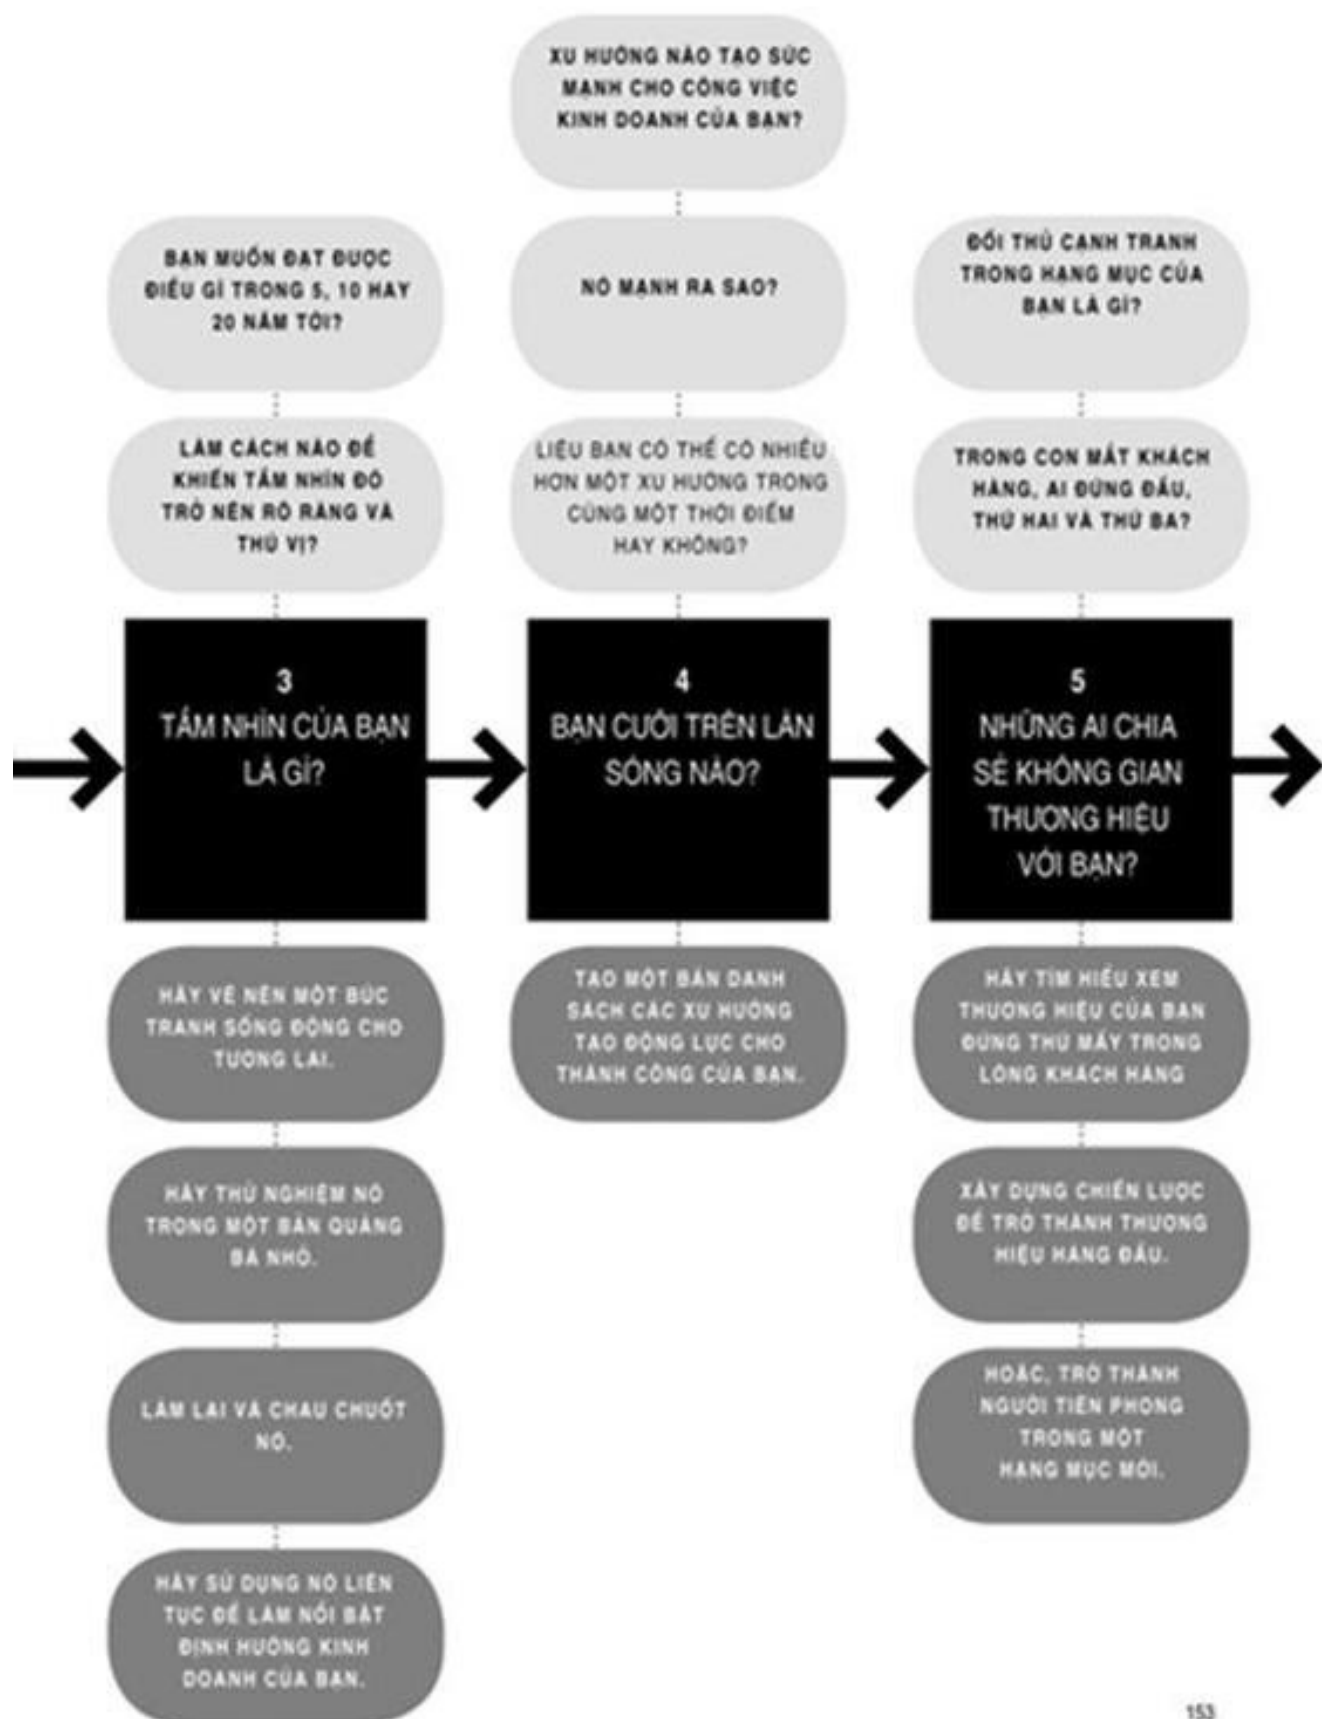 XU HƯỚNG NÀO TẠO SỨC
MẠNH CHO CÔNG VIỆC
KINH DOANH CỦA BẠN?
BẠN MUỐN ĐẠT ĐƯỢC
ĐIỀU GÌ TRONG 5, 10 HAY
20 NĂM TỚI?
NÓ MẠNH RA SAO?
ĐỐI THỦ CẠNH TRANH
TRONG HẠNG MỤC CỦA
BẠN LÀ GÌ?
LÀM CÁCH NÀO ĐỂ
KHIẾN TẦM NHÌN ĐÓ
TRỞ NÊN RÕ RÀNG VÀ
THÚ VỊ?
LIỆU BẠN CÓ THỂ CÓ NHIỀU
HƠN MỘT XU HƯỚNG TRONG
CÙNG MỘT THỜI ĐIỂM
HAY KHÔNG?
TRONG CON MẮT KHÁCH
HÀNG, AI ĐỨNG ĐẦU,
THỨ HAI VÀ THỨ BA?
3
TẦM NHÌN CỦA BẠN
LÀ GÌ?
4
BẠN CƯỠI TRÊN LÀN
SÓNG NÀO?
5
NHỮNG AI CHIA
SẺ KHÔNG GIAN
THƯƠNG HIỆU
VỚI BẠN?
HÃY VẼ NÊN MỘT BỨC
TRANH SỐNG ĐỘNG CHO
TƯƠNG LAI.
HÃY THỬ NGHIỆM NÓ
TRONG MỘT BẢN QUẢNG
BÁ NHỎ.
LÀM LẠI VÀ CHAU CHUỐT
NÓ.
HÃY SỬ DỤNG NÓ LIÊN
TỤC ĐỂ LÀM NỔI BẬT
ĐỊNH HƯỚNG KINH
DOANH CỦA BẠN.
TẠO MỘT BẢN DANH
SÁCH CÁC XU HƯỚNG
TẠO ĐỘNG LỰC CHO
THÀNH CÔNG CỦA BẠN.
HÃY TÌM HIỂU XEM
THƯƠNG HIỆU CỦA BẠN
ĐỨNG THỨ MẤY TRONG
LÒNG KHÁCH HÀNG
XÂY DỰNG CHIẾN LƯỢC
ĐỂ TRỞ THÀNH THƯƠNG
HIỆU HÀNG ĐẦU.
HOẶC, TRỞ THÀNH
NGƯỜI TIÊN PHONG
TRONG MỘT
HẠNG MỤC MỚI.
153